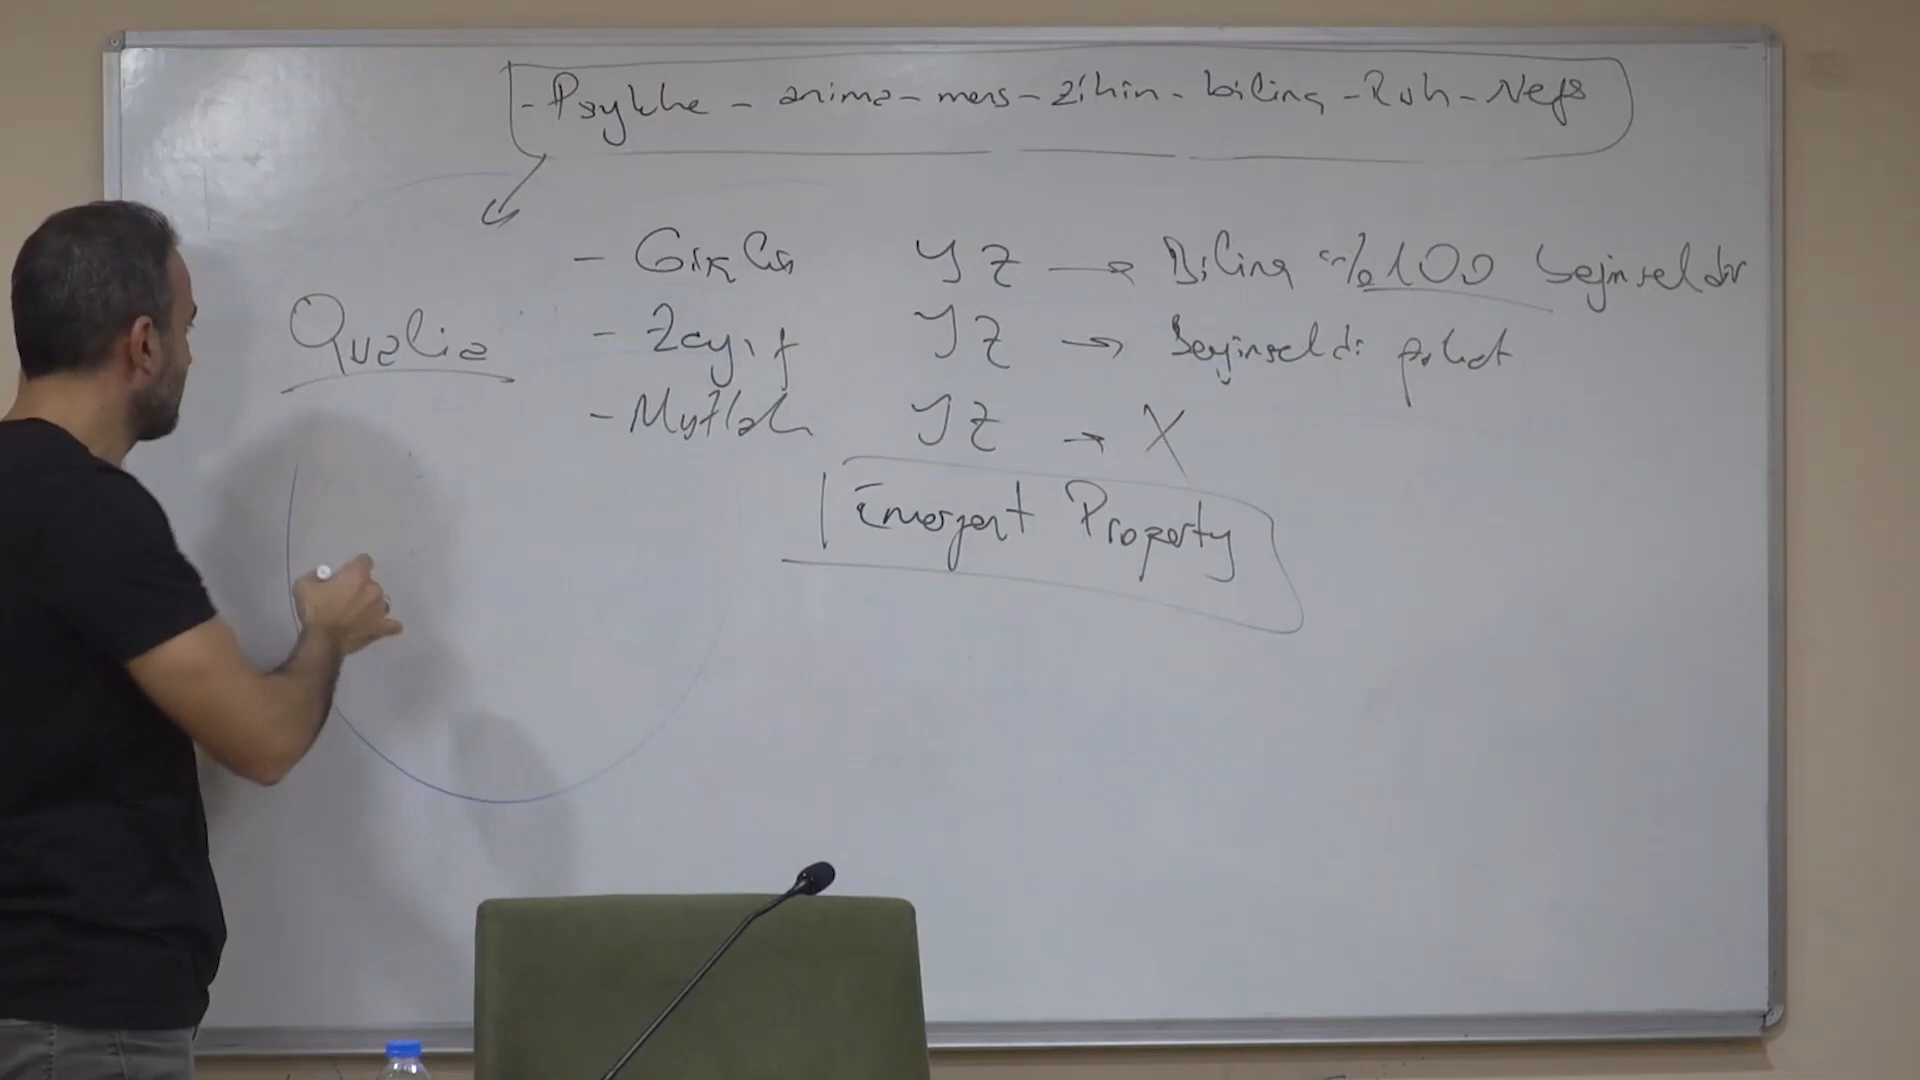 - Psykhe - anima - mens - zihin - bilinç - Ruh - Nefs
- Güçlü YZ → Bilinç %100 beyinseldir
Qualia
- Zayıf YZ → Beyinseldir fakat
- Mutlak YZ → X
Emergent Property